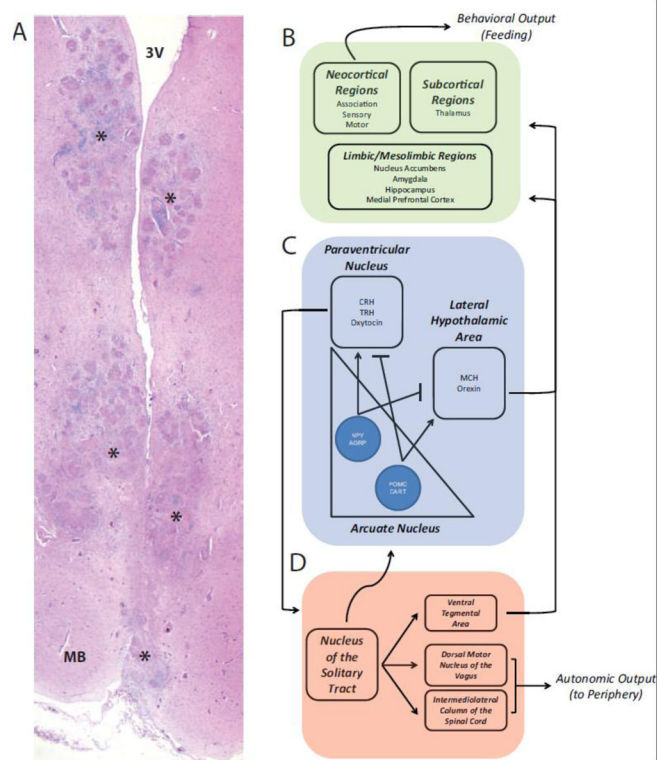 A
3V
*
*
*
*
MB
*
B
Behavioral Output
(Feeding)
Neocortical
Regions
Association
Sensory
Motor
Subcortical
Regions
Thalamus
Limbic/Mesolimbic Regions
Nucleus Accumbens
Amygdala
Hippocampus
Medial Prefrontal Cortex
C
Paraventricular
Nucleus
CRH
TRH
Oxytocin
Lateral
Hypothalamic
Area
MCH
Orexin
NPY
AGRP
POMC
CART
Arcuate Nucleus
D
Nucleus
of the
Solitary
Tract
Ventral
Tegmental
Area
Dorsal Motor
Nucleus of the
Vagus
Intermediolateral
Column of the
Spinal Cord
Autonomic Output
(to Periphery)